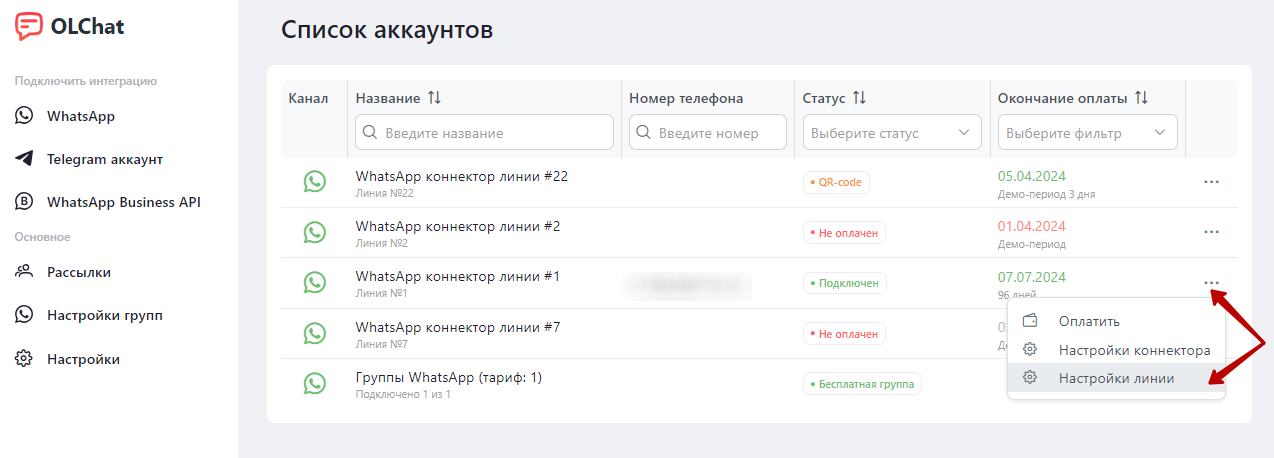 OLChat
Подключить интеграцию
WhatsApp
Telegram аккаунт
WhatsApp Business API
Основное
Рассылки
Настройки групп
Настройки
Список аккаунтов
Канал Название Номер телефона Статус Окончание оплаты
Введите название Введите номер Выберите статус Выберите фильтр
WhatsApp коннектор линии #22 QR-code 05.04.2024
Линия №22 Демо-период 3 дня
WhatsApp коннектор линии #2 Не оплачен 01.04.2024
Линия №2 Демо-период
WhatsApp коннектор линии #1 Подключен 07.07.2024
Линия №1 96 дней
WhatsApp коннектор линии #7 Не оплачен
Линия №7
Группы WhatsApp (тариф: 1) Бесплатная группа
Подключено 1 из 1
Оплатить
Настройки коннектора
Настройки линии